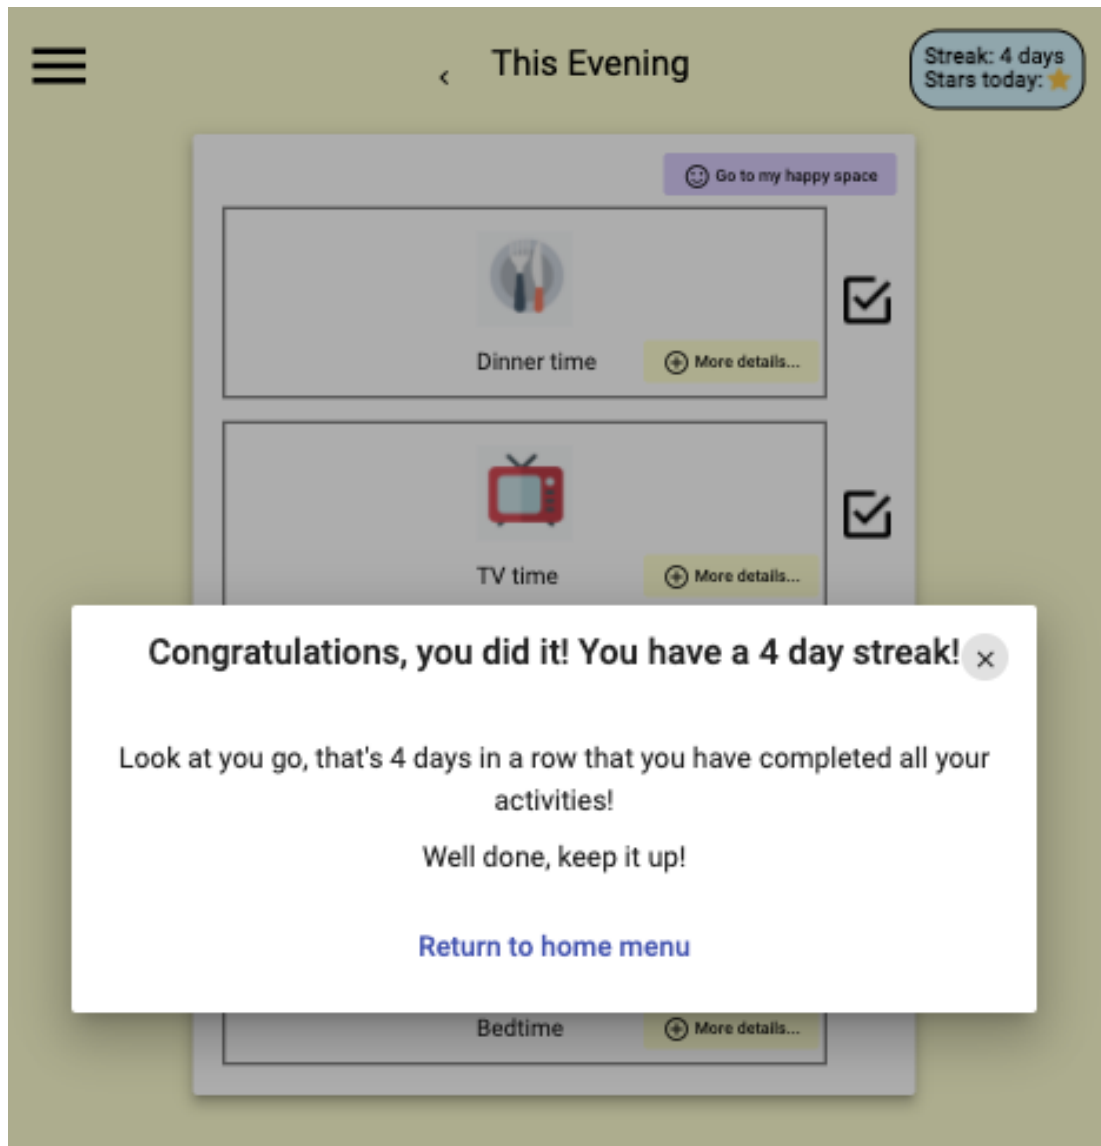 This Evening
Streak: 4 days
Stars today:
Go to my happy space
Dinner time
More details...
TV time
More details...
Congratulations, you did it! You have a 4 day streak!
Look at you go, that's 4 days in a row that you have completed all your
activities!
Well done, keep it up!
Return to home menu
Bedtime
More details...